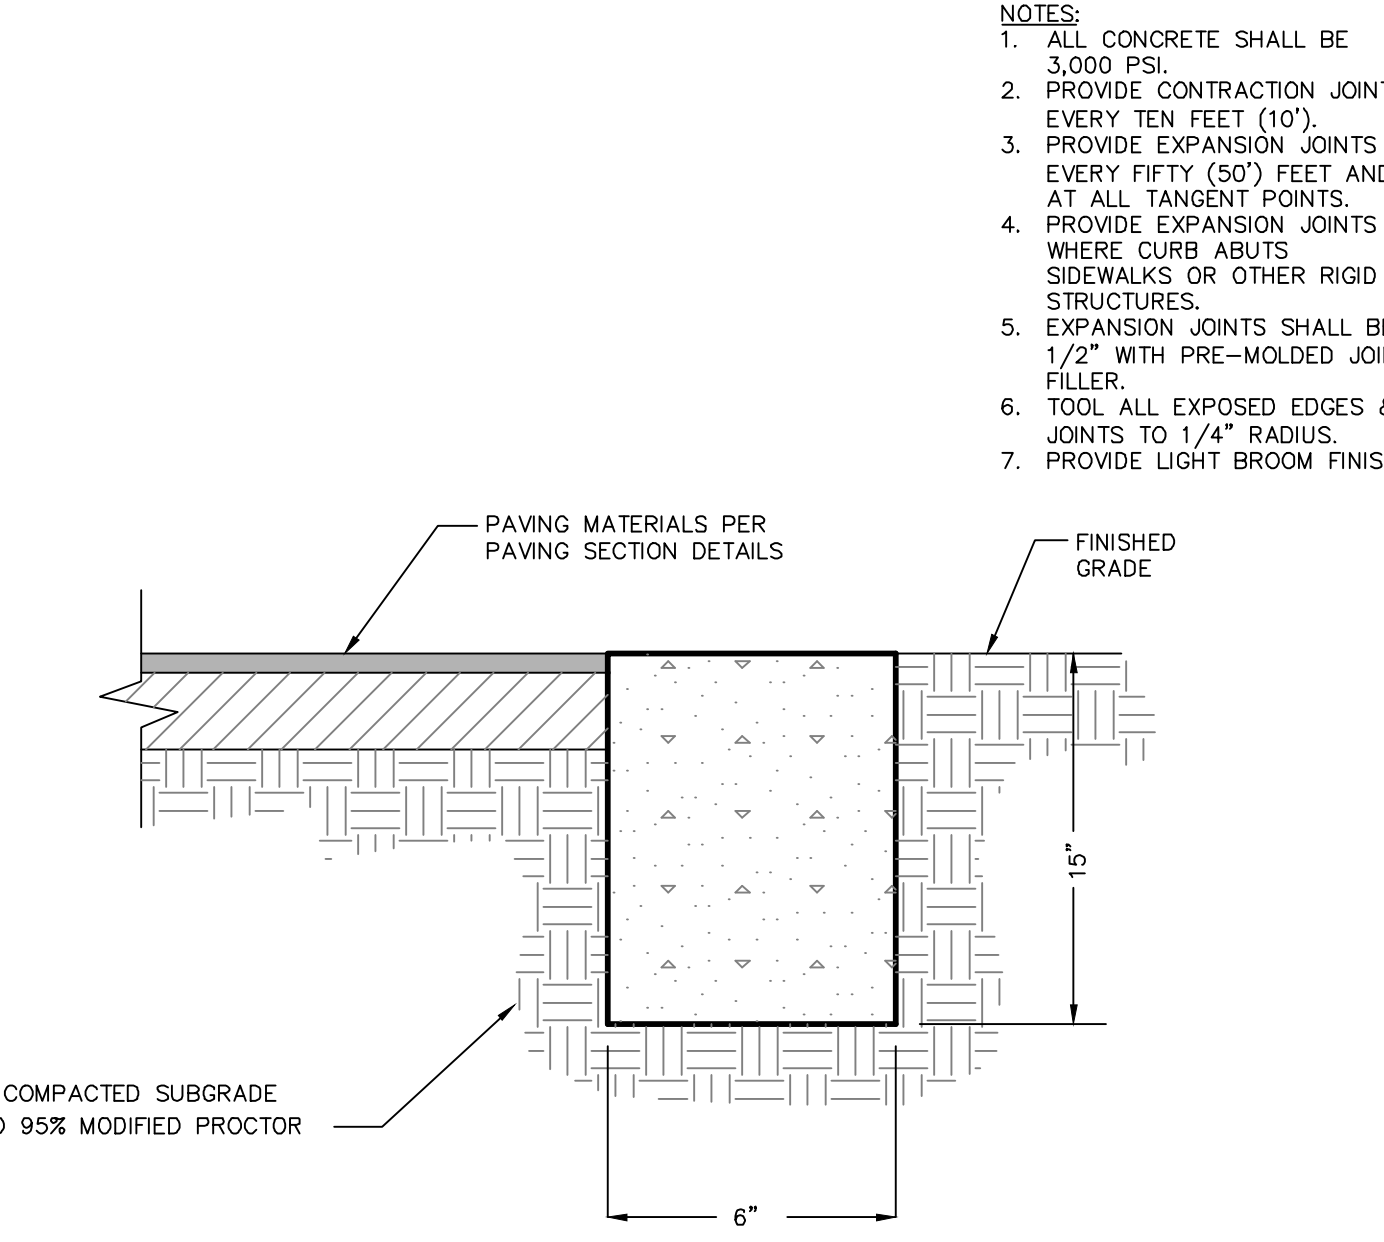 NOTES:
1. ALL CONCRETE SHALL BE
3,000 PSI.
2. PROVIDE CONTRACTION JOINT
EVERY TEN FEET (10').
3. PROVIDE EXPANSION JOINTS
EVERY FIFTY (50') FEET AND
AT ALL TANGENT POINTS.
4. PROVIDE EXPANSION JOINTS
WHERE CURB ABUTS
SIDEWALKS OR OTHER RIGID
STRUCTURES.
5. EXPANSION JOINTS SHALL BE
1/2" WITH PRE-MOLDED JOI
FILLER.
6. TOOL ALL EXPOSED EDGES &
JOINTS TO 1/4" RADIUS.
7. PROVIDE LIGHT BROOM FINIS
PAVING MATERIALS PER
PAVING SECTION DETAILS
FINISHED
GRADE
15"
COMPACTED SUBGRADE
95% MODIFIED PROCTOR
6"